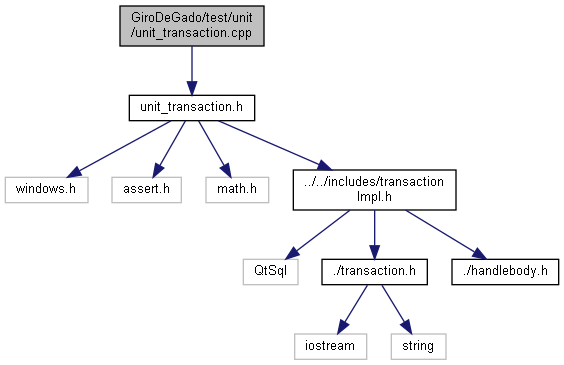 GiroDeGado/test/unit
/unit_transaction.cpp
unit_transaction.h
windows.h
assert.h
math.h
../../includes/transaction
Impl.h
QtSql
./transaction.h
./handlebody.h
iostream
string